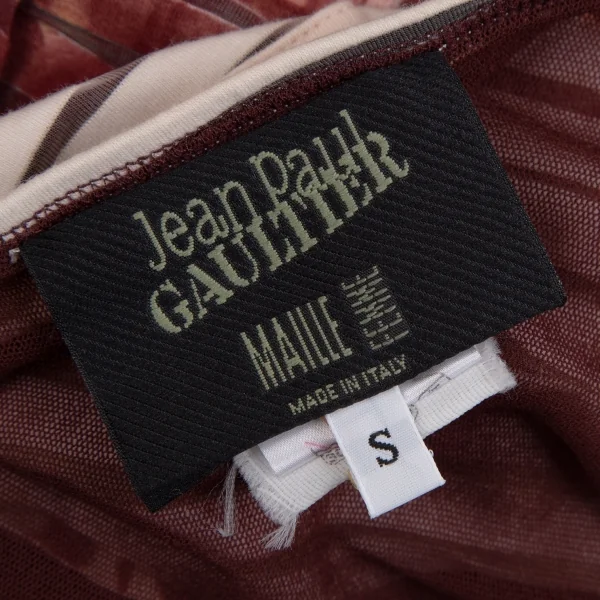 Jean Paul
GAULTIER
MAILLE FEMME
MADE IN ITALY
S